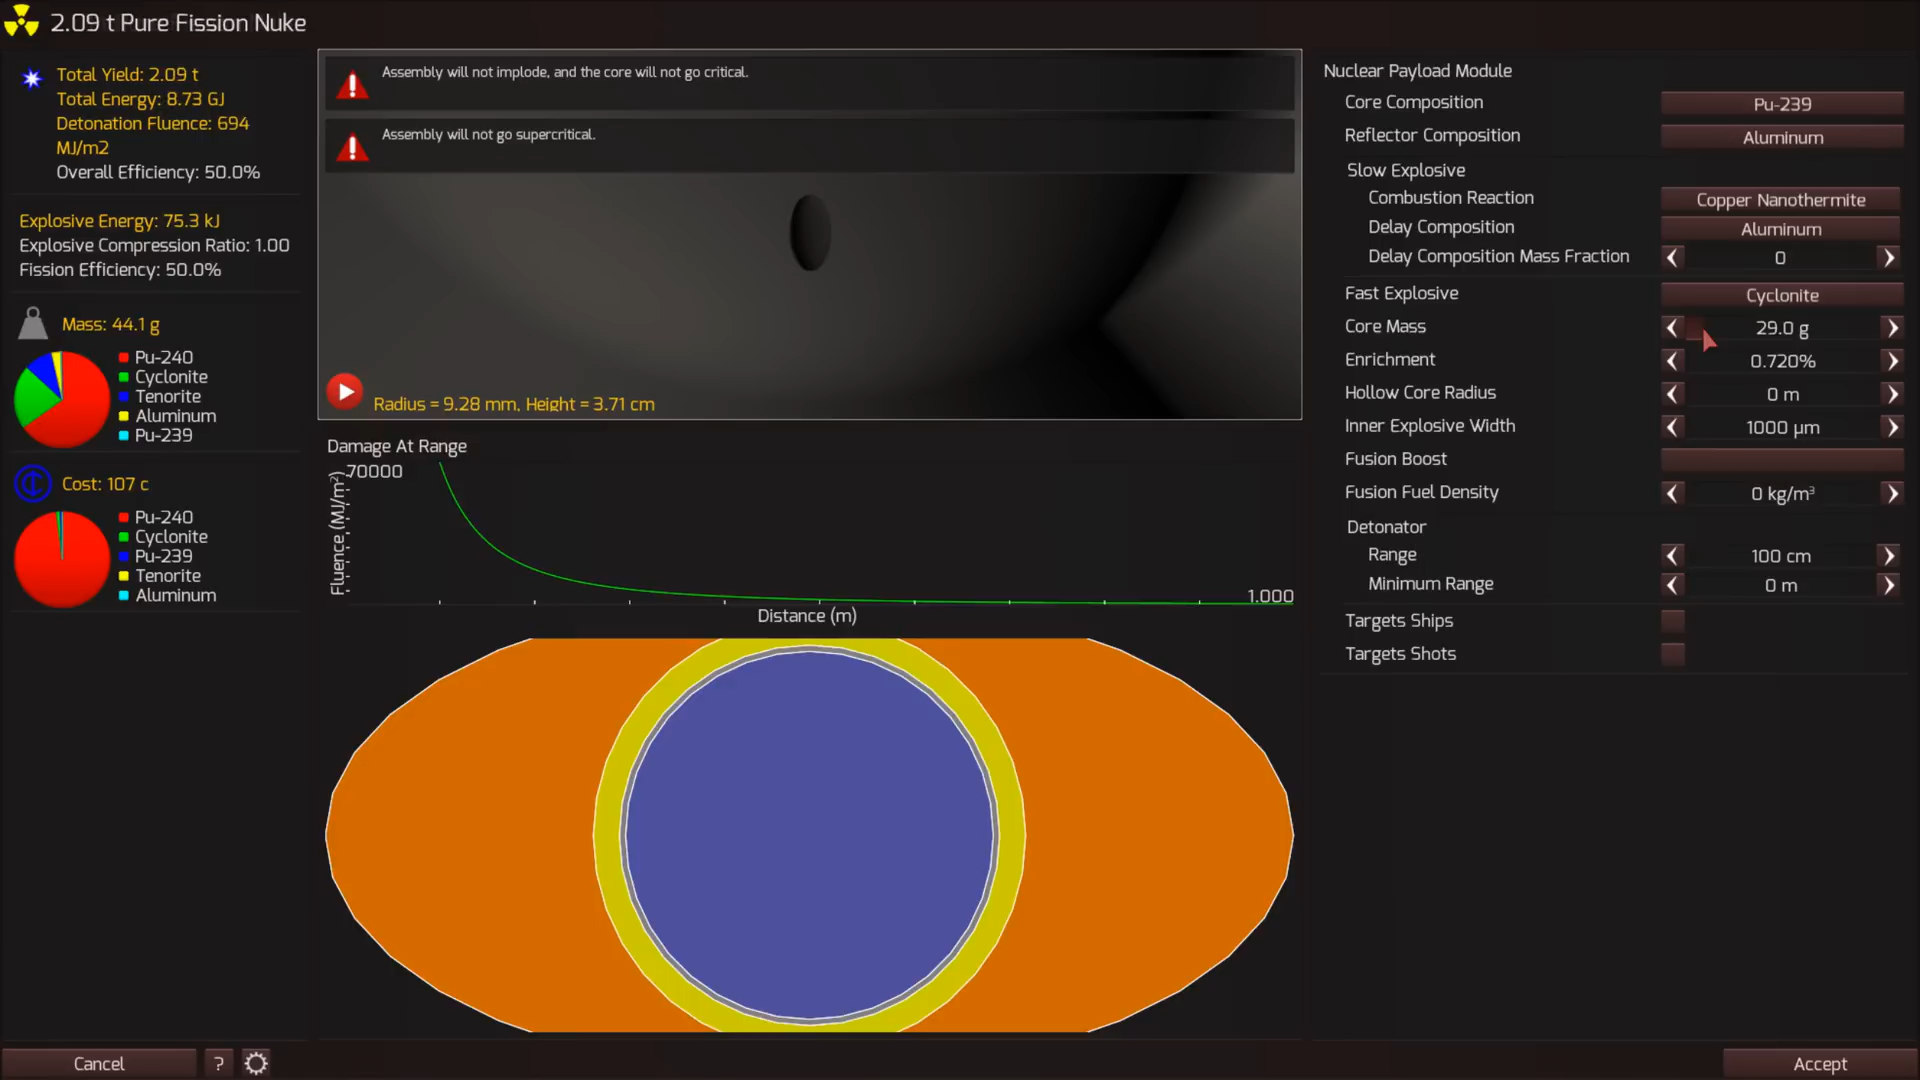 2.09 t Pure Fission Nuke
Total Yield: 2.09 t
Total Energy: 8.73 GJ
Detonation Fluence: 694
MJ/m2
Overall Efficiency: 50.0%
Explosive Energy: 75.3 kJ
Explosive Compression Ratio: 1.00
Fission Efficiency: 50.0%
Mass: 44.1 g
Pu-240
Cyclonite
Tenorite
Aluminum
Pu-239
Cost: 107 c
Pu-240
Cyclonite
Pu-239
Tenorite
Aluminum
Assembly will not implode, and the core will not go critical.
Assembly will not go supercritical.
Radius = 9.28 mm, Height = 3.71 cm
Damage At Range
70000
Fluence (MJ/m²)
1.000
Distance (m)
Nuclear Payload Module
Core Composition Pu-239
Reflector Composition Aluminum
Slow Explosive
Combustion Reaction Copper Nanothermite
Delay Composition Aluminum
Delay Composition Mass Fraction 0
Fast Explosive Cyclonite
Core Mass 29.0 g
Enrichment 0.720%
Hollow Core Radius 0 m
Inner Explosive Width 1000 µm
Fusion Boost
Fusion Fuel Density 0 kg/m³
Detonator
Range 100 cm
Minimum Range 0 m
Targets Ships
Targets Shots
Cancel ? Accept